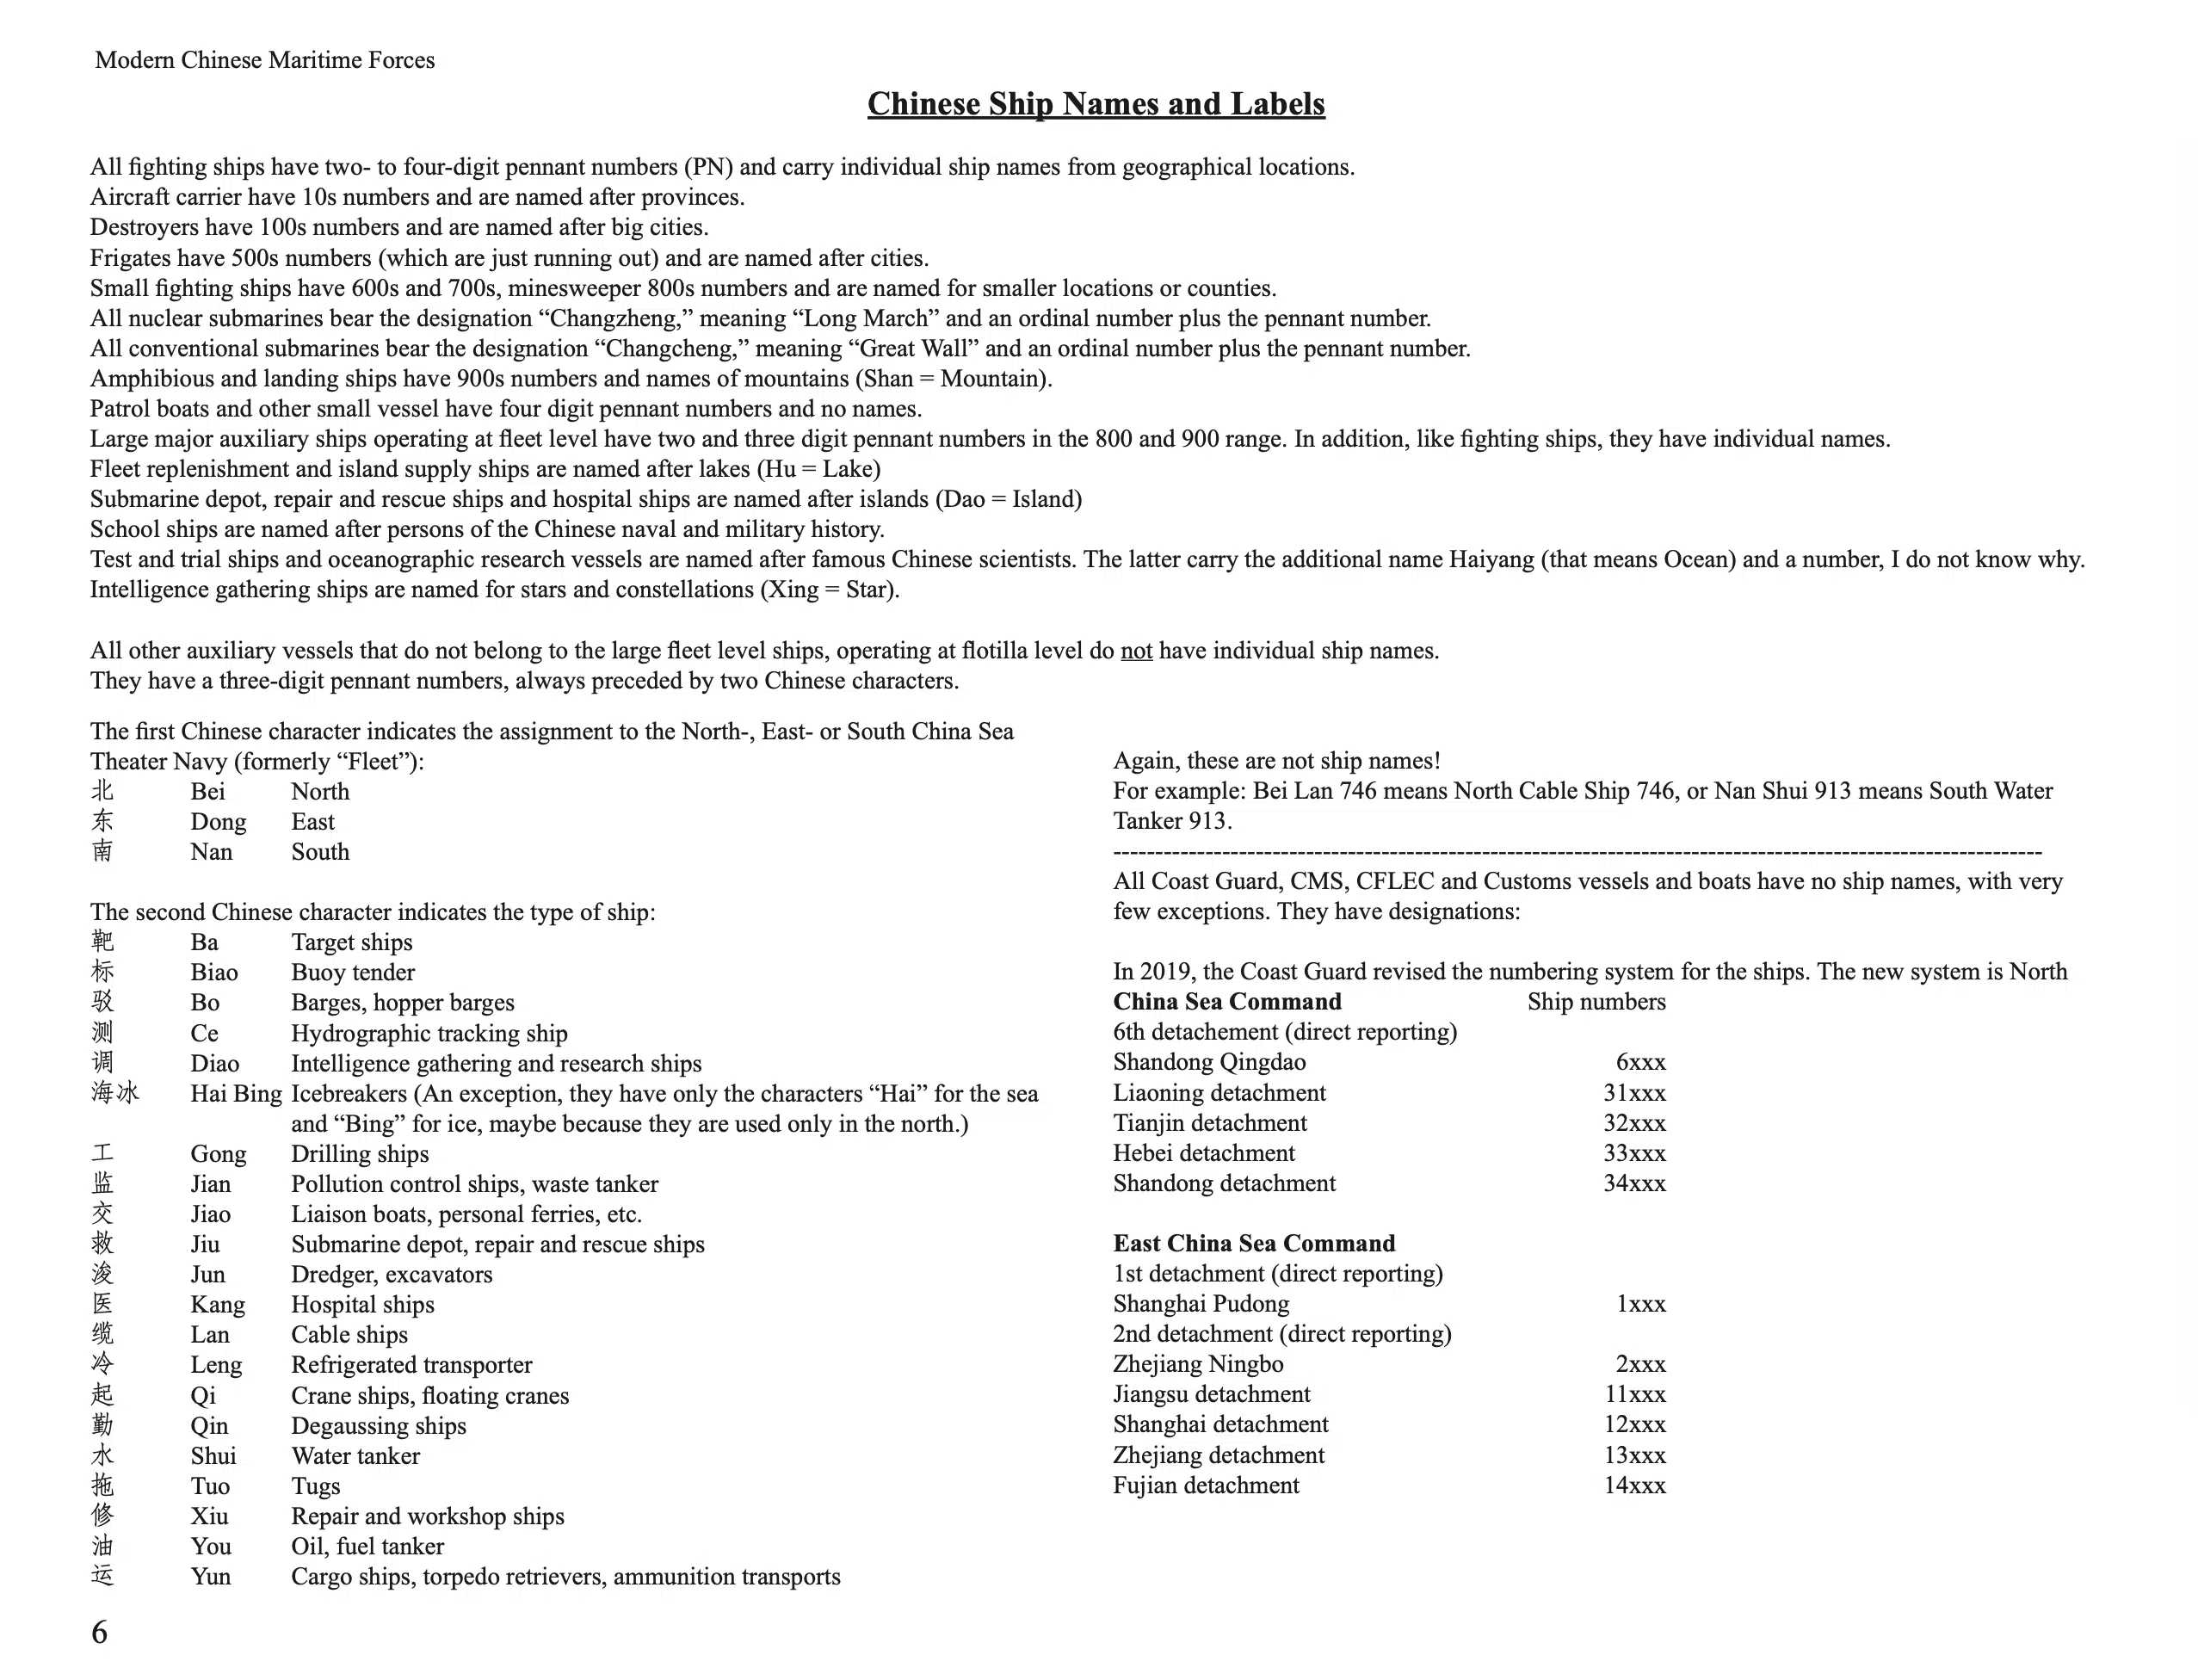 Modern Chinese Maritime Forces
Chinese Ship Names and Labels
All fighting ships have two- to four-digit pennant numbers (PN) and carry individual ship names from geographical locations.
Aircraft carrier have 10s numbers and are named after provinces.
Destroyers have 100s numbers and are named after big cities.
Frigates have 500s numbers (which are just running out) and are named after cities.
Small fighting ships have 600s and 700s, minesweeper 800s numbers and are named for smaller locations or counties.
All nuclear submarines bear the designation “Changzheng,” meaning “Long March” and an ordinal number plus the pennant number.
All conventional submarines bear the designation “Changcheng,” meaning “Great Wall” and an ordinal number plus the pennant number.
Amphibious and landing ships have 900s numbers and names of mountains (Shan = Mountain).
Patrol boats and other small vessel have four digit pennant numbers and no names.
Large major auxiliary ships operating at fleet level have two and three digit pennant numbers in the 800 and 900 range. In addition, like fighting ships, they have individual names.
Fleet replenishment and island supply ships are named after lakes (Hu = Lake)
Submarine depot, repair and rescue ships and hospital ships are named after islands (Dao = Island)
School ships are named after persons of the Chinese naval and military history.
Test and trial ships and oceanographic research vessels are named after famous Chinese scientists. The latter carry the additional name Haiyang (that means Ocean) and a number, I do not know why.
Intelligence gathering ships are named for stars and constellations (Xing = Star).
All other auxiliary vessels that do not belong to the large fleet level ships, operating at flotilla level do not have individual ship names.
They have a three-digit pennant numbers, always preceded by two Chinese characters.
The first Chinese character indicates the assignment to the North-, East- or South China Sea
Theater Navy (formerly “Fleet”):
北 Bei North
东 Dong East
南 Nan South
The second Chinese character indicates the type of ship:
靶 Ba Target ships
标 Biao Buoy tender
驳 Bo Barges, hopper barges
测 Ce Hydrographic tracking ship
调 Diao Intelligence gathering and research ships
海冰 Hai Bing Icebreakers (An exception, they have only the characters “Hai” for the sea
and “Bing” for ice, maybe because they are used only in the north.)
工 Gong Drilling ships
监 Jian Pollution control ships, waste tanker
交 Jiao Liaison boats, personal ferries, etc.
救 Jiu Submarine depot, repair and rescue ships
浚 Jun Dredger, excavators
医 Kang Hospital ships
缆 Lan Cable ships
冷 Leng Refrigerated transporter
起 Qi Crane ships, floating cranes
勤 Qin Degaussing ships
水 Shui Water tanker
拖 Tuo Tugs
修 Xiu Repair and workshop ships
油 You Oil, fuel tanker
运 Yun Cargo ships, torpedo retrievers, ammunition transports
6
Again, these are not ship names!
For example: Bei Lan 746 means North Cable Ship 746, or Nan Shui 913 means South Water
Tanker 913.
----------------------------------------------------------------------------------------------------------------
All Coast Guard, CMS, CFLEC and Customs vessels and boats have no ship names, with very
few exceptions. They have designations:
In 2019, the Coast Guard revised the numbering system for the ships. The new system is North
China Sea Command Ship numbers
6th detachement (direct reporting)
Shandong Qingdao 6xxx
Liaoning detachment 31xxx
Tianjin detachment 32xxx
Hebei detachment 33xxx
Shandong detachment 34xxx
East China Sea Command
1st detachment (direct reporting)
Shanghai Pudong 1xxx
2nd detachment (direct reporting)
Zhejiang Ningbo 2xxx
Jiangsu detachment 11xxx
Shanghai detachment 12xxx
Zhejiang detachment 13xxx
Fujian detachment 14xxx